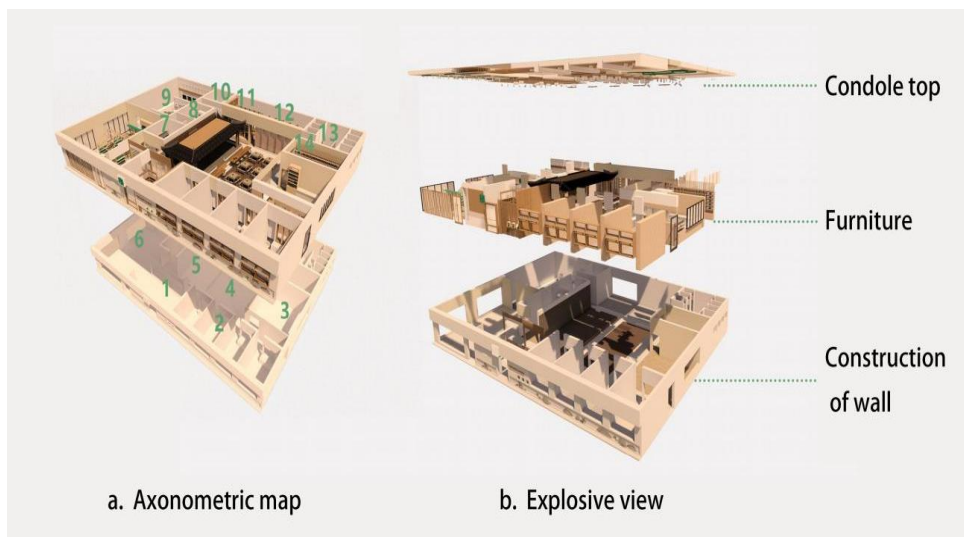 Condole top
9
10
11
8
12
7
13
14
Furniture
6
5
1
4
3
2
Construction
of wall
a. Axonometric map
b. Explosive view